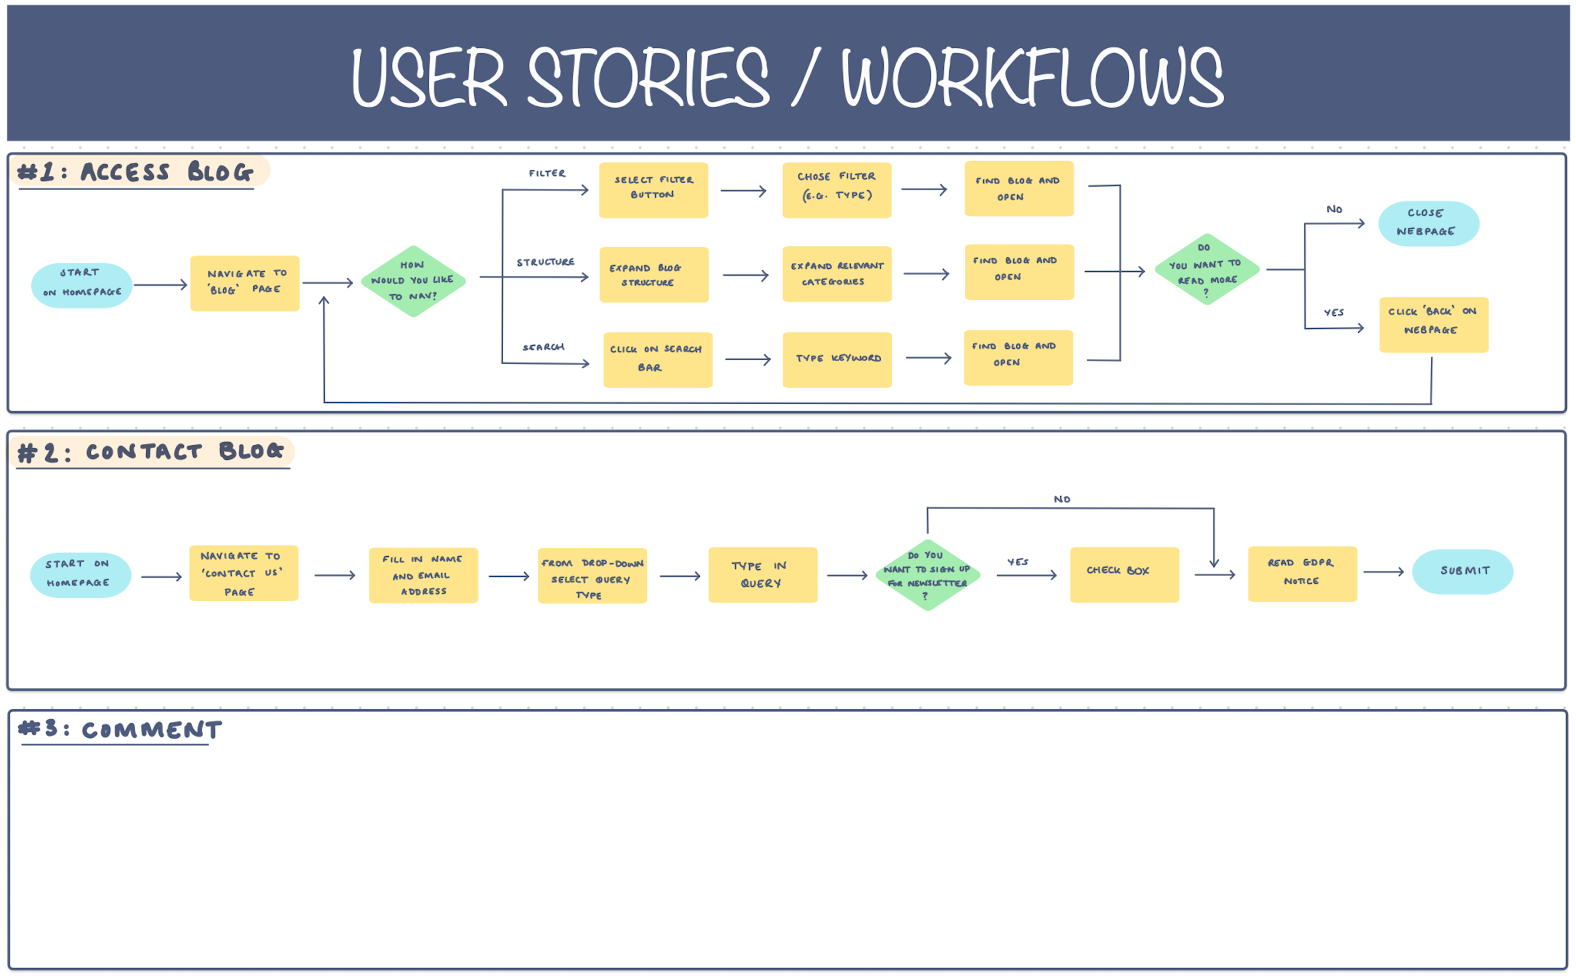 USER STORIES / WORKFLOWS
#1: ACCESS BLOG
START
ON HOMEPAGE
NAVIGATE TO
'BLOG' PAGE
HOW
WOULD YOU LIKE
TO NAV?
FILTER
SELECT FILTER
BUTTON
CHOSE FILTER
(E.G. TYPE)
FIND BLOG AND
OPEN
STRUCTURE
EXPAND BLOG
STRUCTURE
EXPAND RELEVANT
CATEGORIES
FIND BLOG AND
OPEN
SEARCH
CLICK ON SEARCH
BAR
TYPE KEYWORD
FIND BLOG AND
OPEN
DO
YOU WANT TO
READ MORE
?
NO
CLOSE
WEBPAGE
YES
CLICK 'BACK' ON
WEBPAGE
#2: CONTACT BLOG
START ON
HOMEPAGE
NAVIGATE TO
'CONTACT US'
PAGE
FILL IN NAME
AND EMAIL
ADDRESS
FROM DROP-DOWN
SELECT QUERY
TYPE
TYPE IN
QUERY
DO YOU
WANT TO SIGN UP
FOR NEWSLETTER
?
NO
YES
CHECK BOX
READ GDPR
NOTICE
SUBMIT
#3: COMMENT